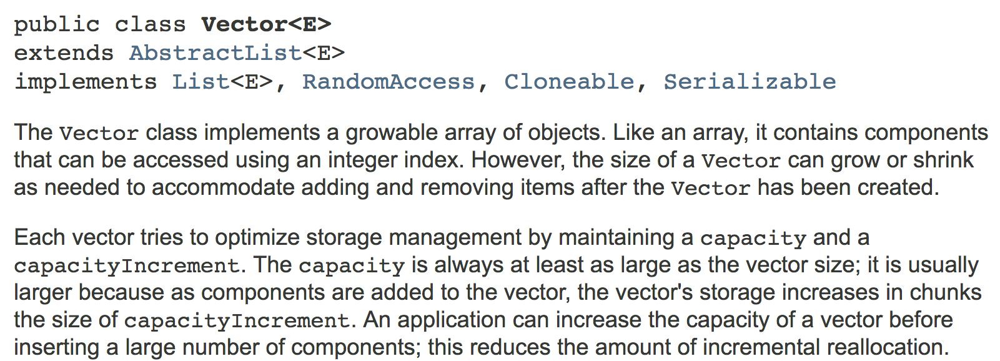 public class Vector<E>
extends AbstractList<E>
implements List<E>, RandomAccess, Cloneable, Serializable
The Vector class implements a growable array of objects. Like an array, it contains components
that can be accessed using an integer index. However, the size of a Vector can grow or shrink
as needed to accommodate adding and removing items after the Vector has been created.
Each vector tries to optimize storage management by maintaining a capacity and a
capacityIncrement. The capacity is always at least as large as the vector size; it is usually
larger because as components are added to the vector, the vector's storage increases in chunks
the size of capacityIncrement. An application can increase the capacity of a vector before
inserting a large number of components; this reduces the amount of incremental reallocation.